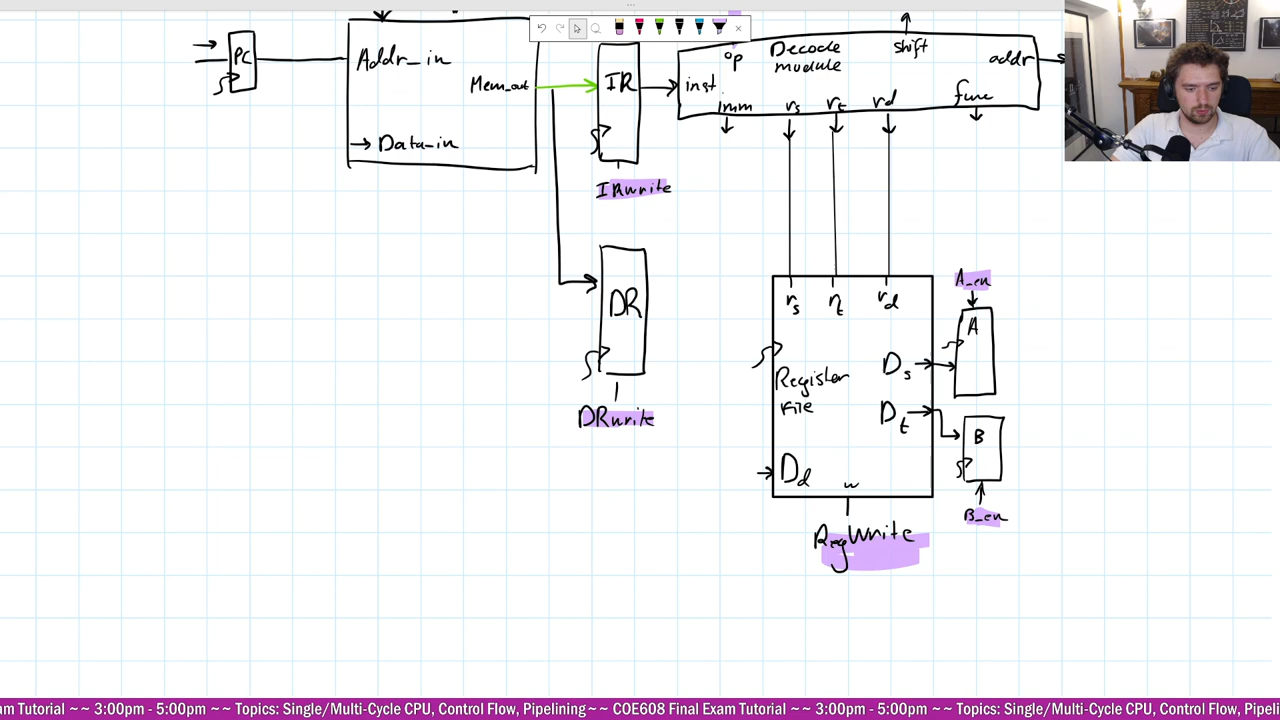 PC
Addr_in
Mem_out
Data_in
IR
IRwrite
op
Decode
module
shift
addr
inst
imm
rs
rt
rd
func
DR
DRwrite
rs
rt
rd
A_en
A
Ds
Register
File
Dt
B
Dd
w
B_en
RegWrite
am Tutorial ~~ 3:00pm - 5:00pm ~~ Topics: Single/Multi-Cycle CPU, Control Flow, Pipelining~~ COE608 Final Exam Tutorial ~~ 3:00pm - 5:00pm ~~ Topics: Single/Multi-Cycle CPU, Control Flow, Pipeli